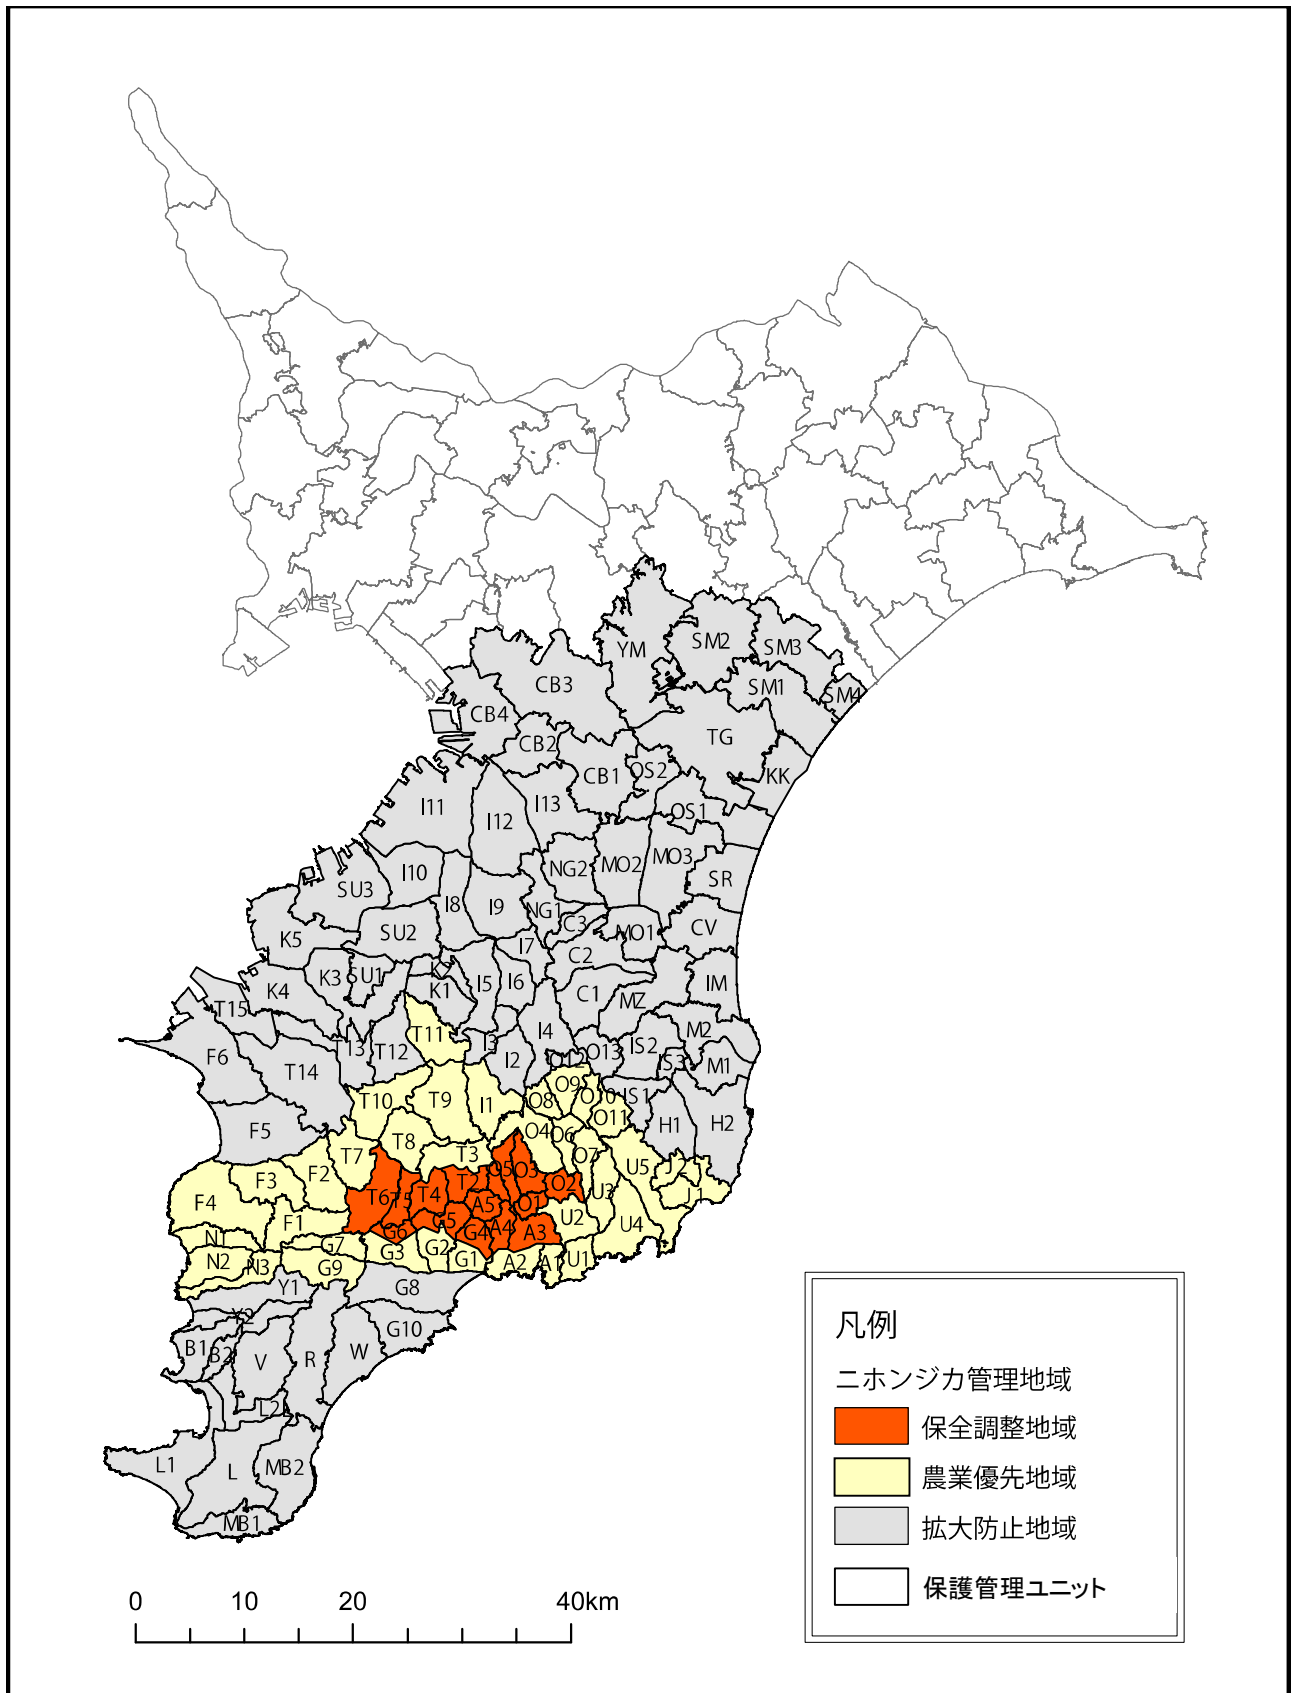 YM
SM2
SM3
SM1
SM4
CB3
CB4
CB2
CB1
OS2
TG
KK
OS1
I11
I12
I13
I10
SU3
I8
I9
NG2
MO2
MO3
SR
NG1
C3
MO1
CV
K5
SU2
I7
C2
K3
SU1
K1
I5
I6
C1
MZ
IM
K4
T15
T11
I4
M2
F6
T13
T12
I3
I2
O12
O13
IS2
IS3
M1
T14
T10
T9
I1
O8
O9
O10
O11
IS1
H1
H2
F5
T7
T8
T3
O4
O6
O7
U5
J2
J1
F4
F3
F2
F1
T6
T5
T4
T2
O5
O3
O2
O1
U3
U4
A5
A4
A3
U2
G6
G5
G4
N1
N2
N3
G7
G9
G3
G2
G1
A2
A1
U1
Y1
Y2
G8
G10
B1
B2
V
R
W
L2
L1
L
MB2
MB1
凡例
ニホンジカ管理地域
保全調整地域
農業優先地域
拡大防止地域
保護管理ユニット
0 10 20 40km